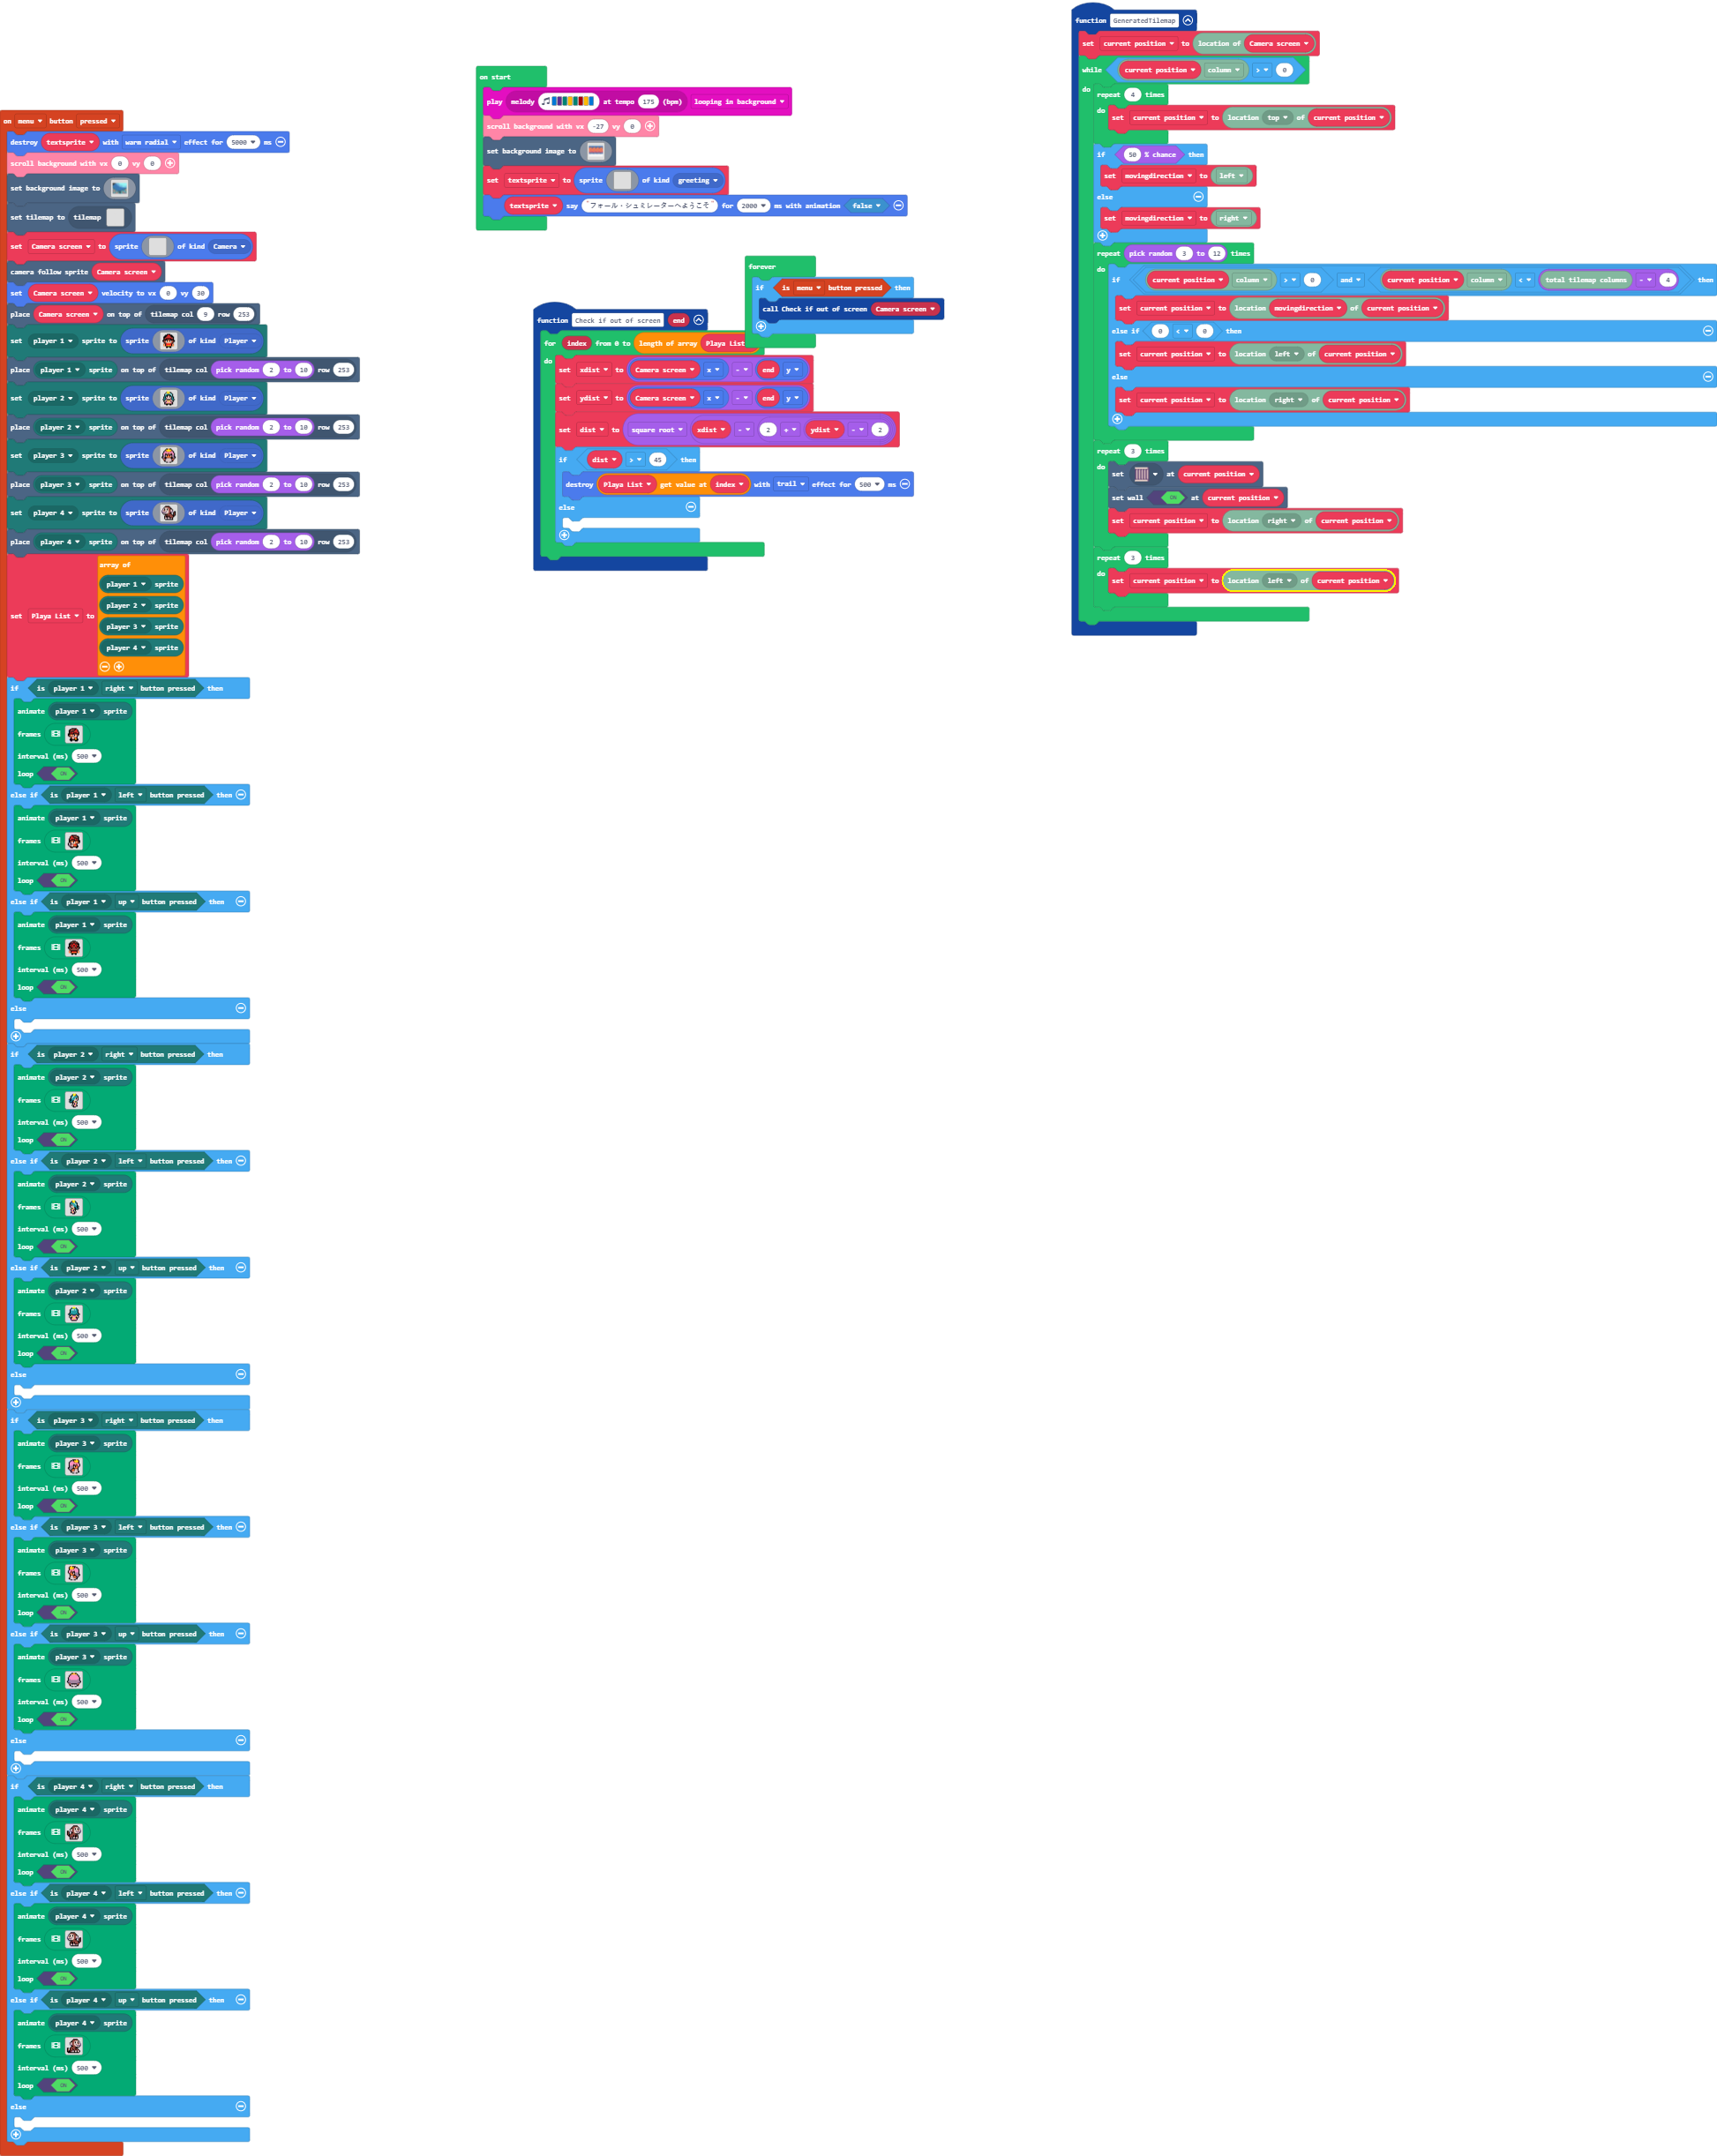 on menu button pressed
destroy textsprite with warm radial effect for 5000 ms
scroll background with vx 0 vy 0
set background image to
set tilemap to tilemap
set Camera screen to sprite of kind Camera
camera follow sprite Camera screen
set Camera screen velocity to vx 0 vy 30
place Camera screen on top of tilemap col 9 row 253
set player 1 sprite to sprite of kind Player
place player 1 sprite on top of tilemap col pick random 2 to 10 row 253
set player 2 sprite to sprite of kind Player
place player 2 sprite on top of tilemap col pick random 2 to 10 row 253
set player 3 sprite to sprite of kind Player
place player 3 sprite on top of tilemap col pick random 2 to 10 row 253
set player 4 sprite to sprite of kind Player
place player 4 sprite on top of tilemap col pick random 2 to 10 row 253
array of
player 1 sprite
player 2 sprite
set Playa List to
player 3 sprite
player 4 sprite
if is player 1 right button pressed then
animate player 1 sprite
frames
interval (ms) 500
loop ON
else if is player 1 left button pressed then
animate player 1 sprite
frames
interval (ms) 500
loop ON
else if is player 1 up button pressed then
animate player 1 sprite
frames
interval (ms) 500
loop ON
else
if is player 2 right button pressed then
animate player 2 sprite
frames
interval (ms) 500
loop ON
else if is player 2 left button pressed then
animate player 2 sprite
frames
interval (ms) 500
loop ON
else if is player 2 up button pressed then
animate player 2 sprite
frames
interval (ms) 500
loop ON
else
if is player 3 right button pressed then
animate player 3 sprite
frames
interval (ms) 500
loop ON
else if is player 3 left button pressed then
animate player 3 sprite
frames
interval (ms) 500
loop ON
else if is player 3 up button pressed then
animate player 3 sprite
frames
interval (ms) 500
loop ON
else
if is player 4 right button pressed then
animate player 4 sprite
frames
interval (ms) 500
loop ON
else if is player 4 left button pressed then
animate player 4 sprite
frames
interval (ms) 500
loop ON
else if is player 4 up button pressed then
animate player 4 sprite
frames
interval (ms) 500
loop ON
else
on start
play melody at tempo 175 (bpm) looping in background
scroll background with vx -27 vy 0
set background image to
set textsprite to sprite of kind greeting
textsprite say "フォール・シュミレーターへようこそ" for 2000 ms with animation false
forever
if is menu button pressed then
call Check if out of screen Camera screen
function Check if out of screen end
for index from 0 to length of array Playa List
do
set xdist to Camera screen x - end y
set ydist to Camera screen x - end y
set dist to square root xdist - 2 + ydist - 2
if dist > 45 then
destroy Playa List get value at index with trail effect for 500 ms
else
function GeneratedTilemap
set current position to location of Camera screen
while current position column > 0
do
repeat 4 times
do
set current position to location top of current position
if 50 % chance then
set movingdirection to left
else
set movingdirection to right
repeat pick random 3 to 12 times
do
if current position column > 0 and current position column < total tilemap columns - 4 then
set current position to location movingdirection of current position
else if 0 < 0 then
set current position to location left of current position
else
set current position to location right of current position
repeat 3 times
do
set at current position
set wall ON at current position
set current position to location right of current position
repeat 3 times
do
set current position to location left of current position